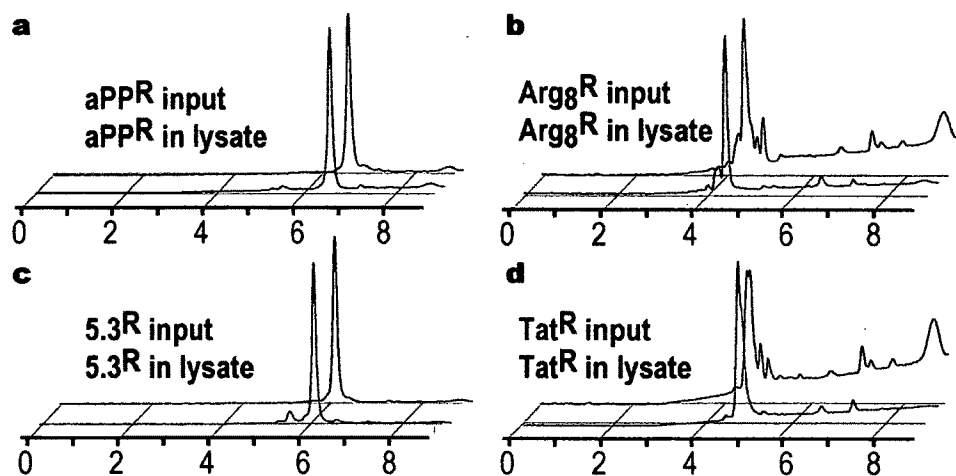 a
aPPR input
aPPR in lysate
0 2 4 6 8
b
Arg8R input
Arg8R in lysate
0 2 4 6 8
c
5.3R input
5.3R in lysate
0 2 4 6 8
d
TatR input
TatR in lysate
0 2 4 6 8